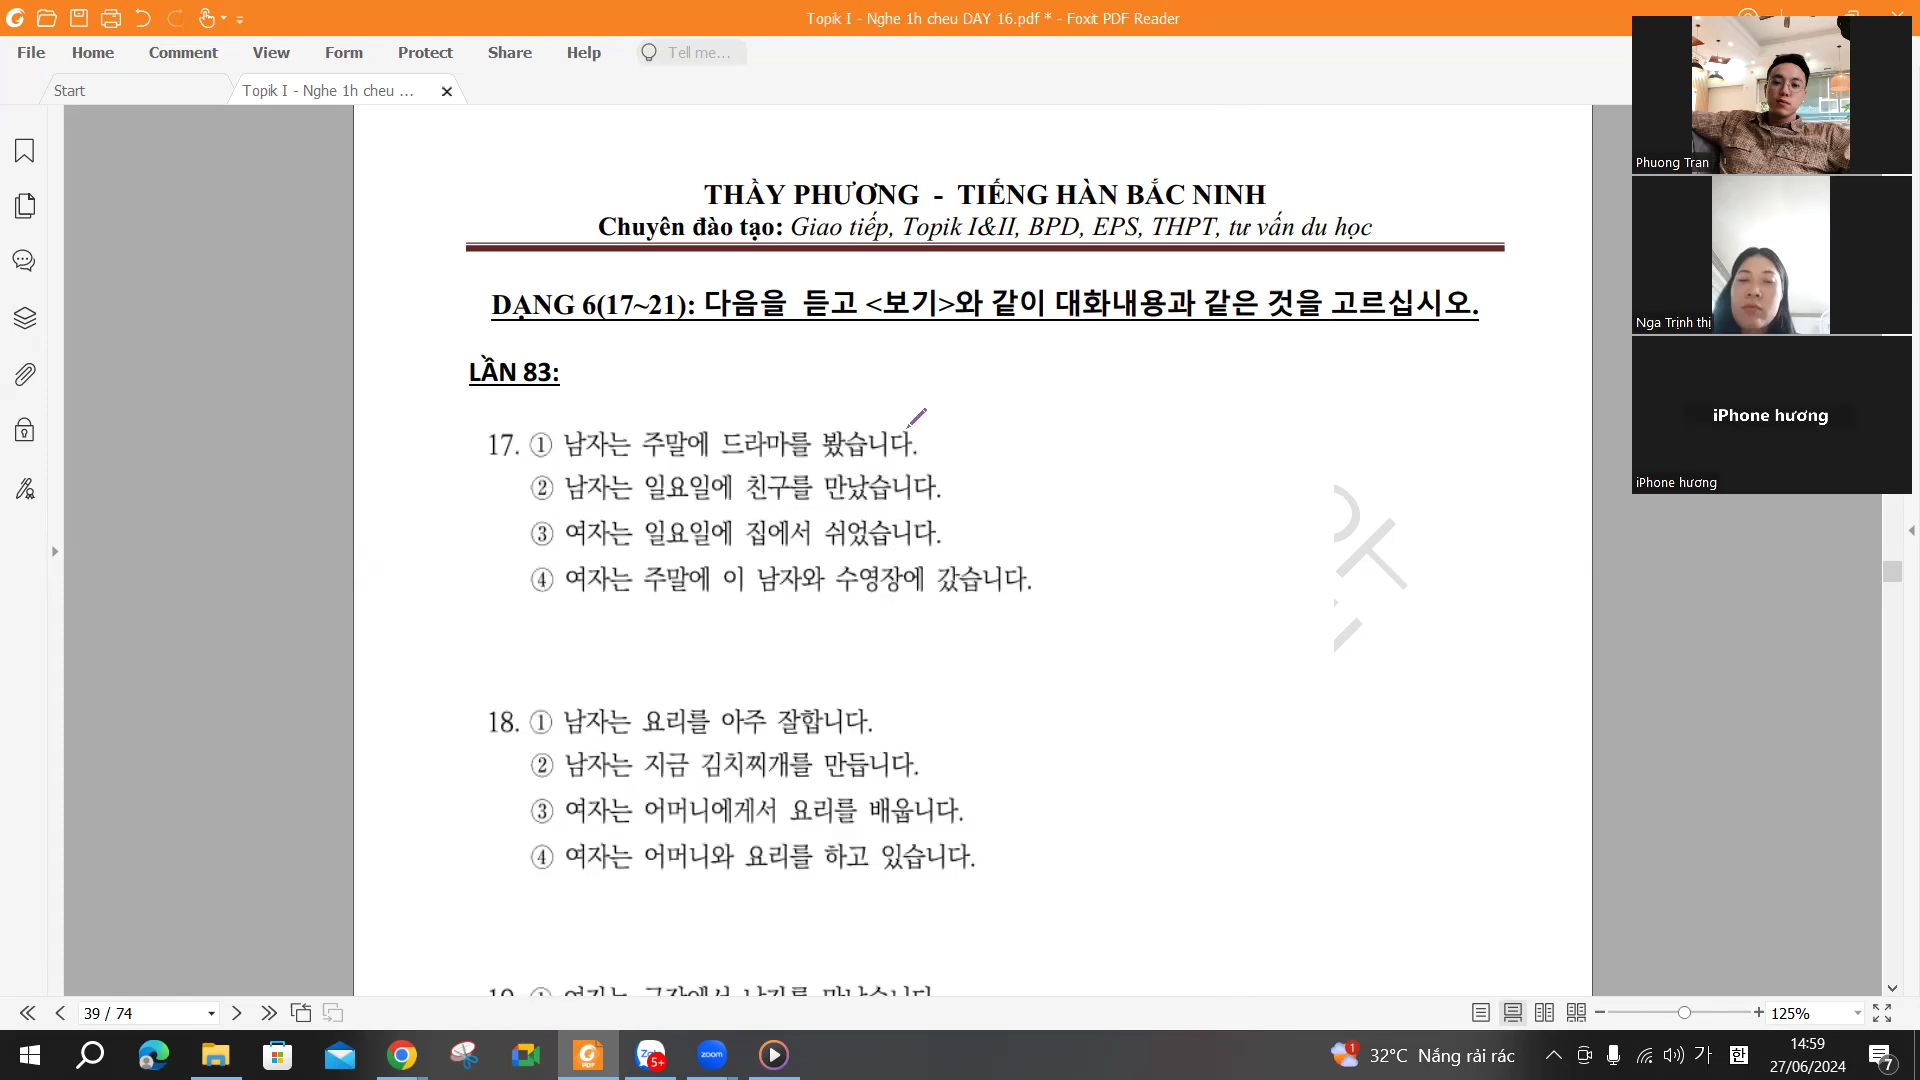 Topik I - Nghe 1h cheu DAY 16.pdf * - Foxit PDF Reader
File Home Comment View Form Protect Share Help Tell me...
Start Topik I - Nghe 1h cheu ...
THẦY PHƯƠNG - TIẾNG HÀN BẮC NINH
Chuyên đào tạo: Giao tiếp, Topik I&II, BPD, EPS, THPT, tư vấn du học
DẠNG 6(17~21): 다음을 듣고 <보기>와 같이 대화내용과 같은 것을 고르십시오.
LẦN 83:
17. ① 남자는 주말에 드라마를 봤습니다.
② 남자는 일요일에 친구를 만났습니다.
③ 여자는 일요일에 집에서 쉬었습니다.
④ 여자는 주말에 이 남자와 수영장에 갔습니다.
18. ① 남자는 요리를 아주 잘합니다.
② 남자는 지금 김치찌개를 만듭니다.
③ 여자는 어머니에게서 요리를 배웁니다.
④ 여자는 어머니와 요리를 하고 있습니다.
Phuong Tran
Nga Trịnh thị
iPhone hương
iPhone hương
39 / 74
125%
zoom
5+
PDF
1
32°C Nắng rải rác
가 한
14:59
27/06/2024
7